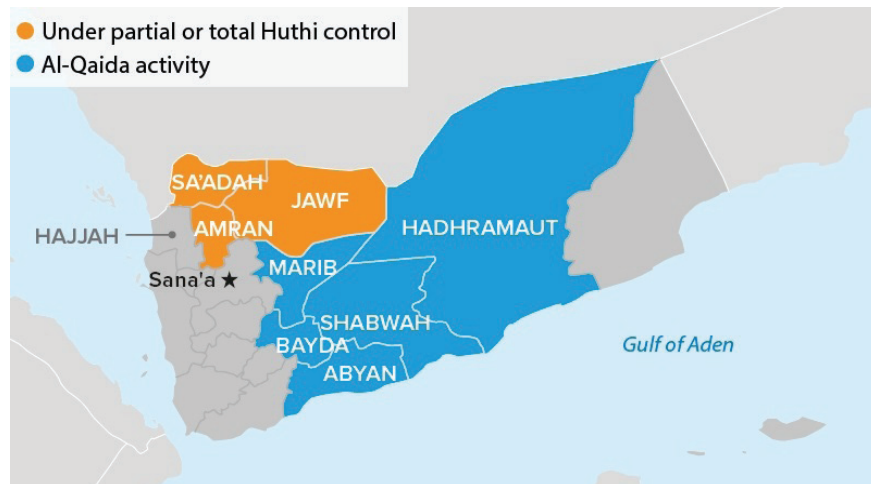 Under partial or total Huthi control
Al-Qaida activity
SA'ADAH
JAWF
AMRAN
HAJJAH
HADHRAMAUT
MARIB
Sana'a
SHABWAH
BAYDA
Gulf of Aden
ABYAN